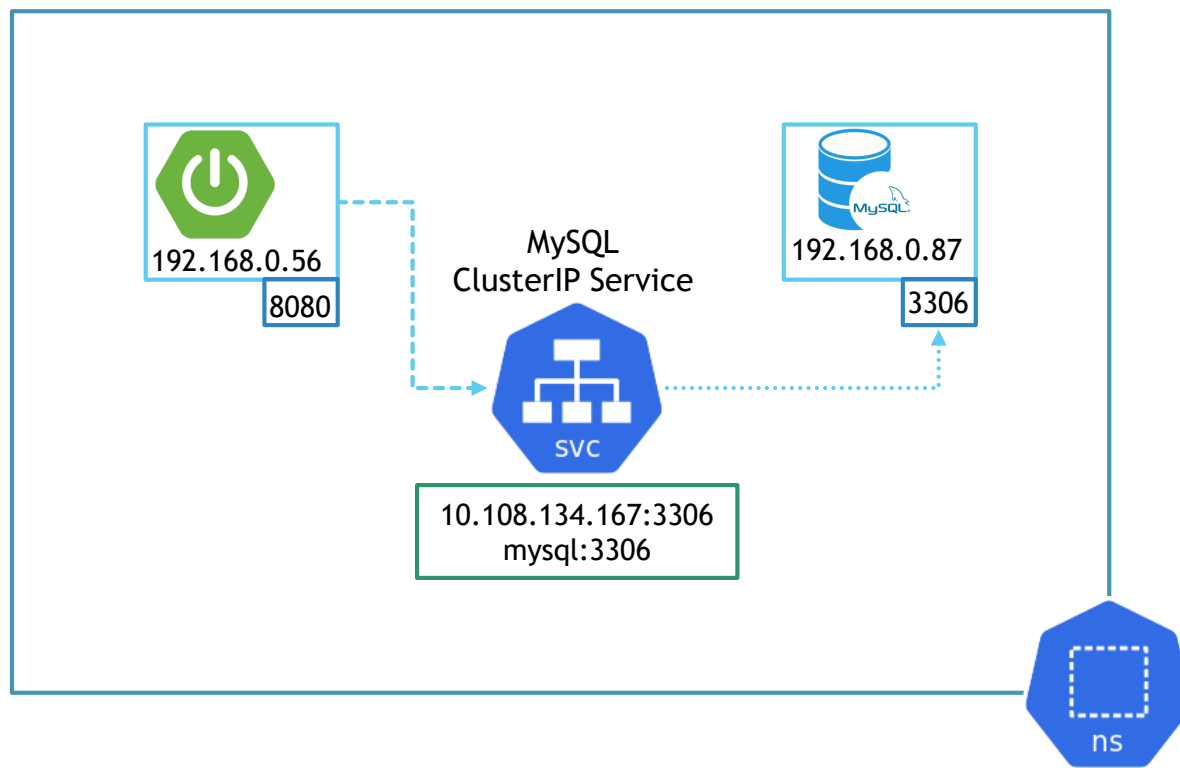 192.168.0.56
8080
MySQL
ClusterIP Service
svc
10.108.134.167:3306
mysql:3306
MySQL
192.168.0.87
3306
ns